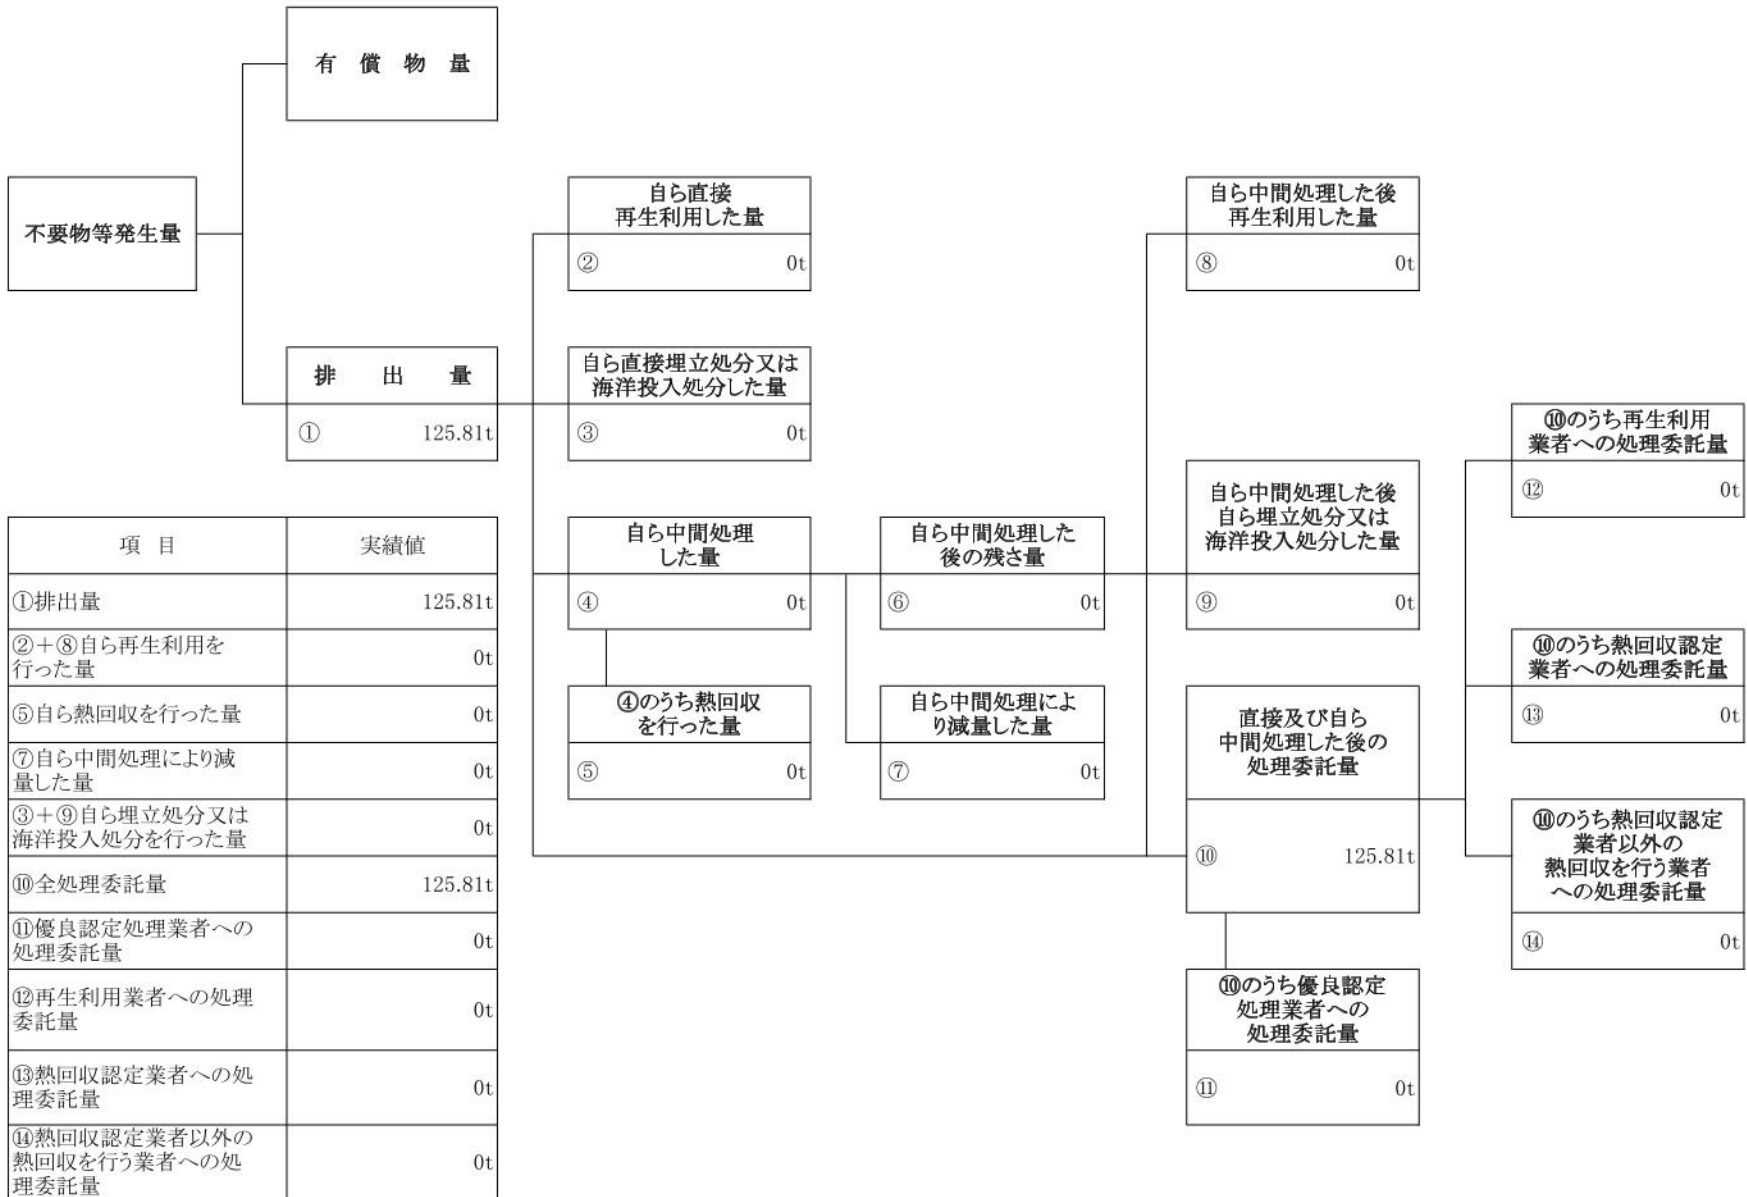 有 償 物 量
不要物等発生量
排 出 量
① 125.81t
自ら直接
再生利用した量
② 0t
自ら直接埋立処分又は
海洋投入処分した量
③ 0t
自ら中間処理
した量
④ 0t
④のうち熱回収
を行った量
⑤ 0t
自ら中間処理した
後の残さ量
⑥ 0t
自ら中間処理によ
り減量した量
⑦ 0t
自ら中間処理した後
再生利用した量
⑧ 0t
自ら中間処理した後
自ら埋立処分又は
海洋投入処分した量
⑨ 0t
直接及び自ら
中間処理した後の
処理委託量
⑩ 125.81t
⑩のうち優良認定
処理業者への
処理委託量
⑪ 0t
⑩のうち再生利用
業者への処理委託量
⑫ 0t
⑩のうち熱回収認定
業者への処理委託量
⑬ 0t
⑩のうち熱回収認定
業者以外の
熱回収を行う業者
への処理委託量
⑭ 0t
項 目 実績値
①排出量 125.81t
②+⑧自ら再生利用を
行った量 0t
⑤自ら熱回収を行った量 0t
⑦自ら中間処理により減
量した量 0t
③+⑨自ら埋立処分又は
海洋投入処分を行った量 0t
⑩全処理委託量 125.81t
⑪優良認定処理業者への
処理委託量 0t
⑫再生利用業者への処理
委託量 0t
⑬熱回収認定業者への処
理委託量 0t
⑭熱回収認定業者以外の
熱回収を行う業者への処
理委託量 0t